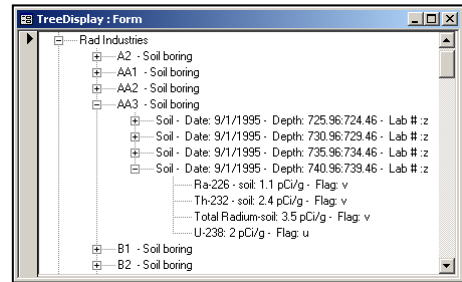 TreeDisplay : Form
Rad Industries
A2 - Soil boring
AA1 - Soil boring
AA2 - Soil boring
AA3 - Soil boring
Soil - Date: 9/1/1995 - Depth: 725.96:724.46 - Lab # :z
Soil - Date: 9/1/1995 - Depth: 730.96:729.46 - Lab # :z
Soil - Date: 9/1/1995 - Depth: 735.96:734.46 - Lab # :z
Soil - Date: 9/1/1995 - Depth: 740.96:739.46 - Lab # :z
Ra-226 - soil: 1.1 pCi/g - Flag: v
Th-232 - soil: 2.4 pCi/g - Flag: v
Total Radium-soil: 3.5 pCi/g - Flag: v
U-238: 2 pCi/g - Flag: u
B1 - Soil boring
B2 - Soil boring